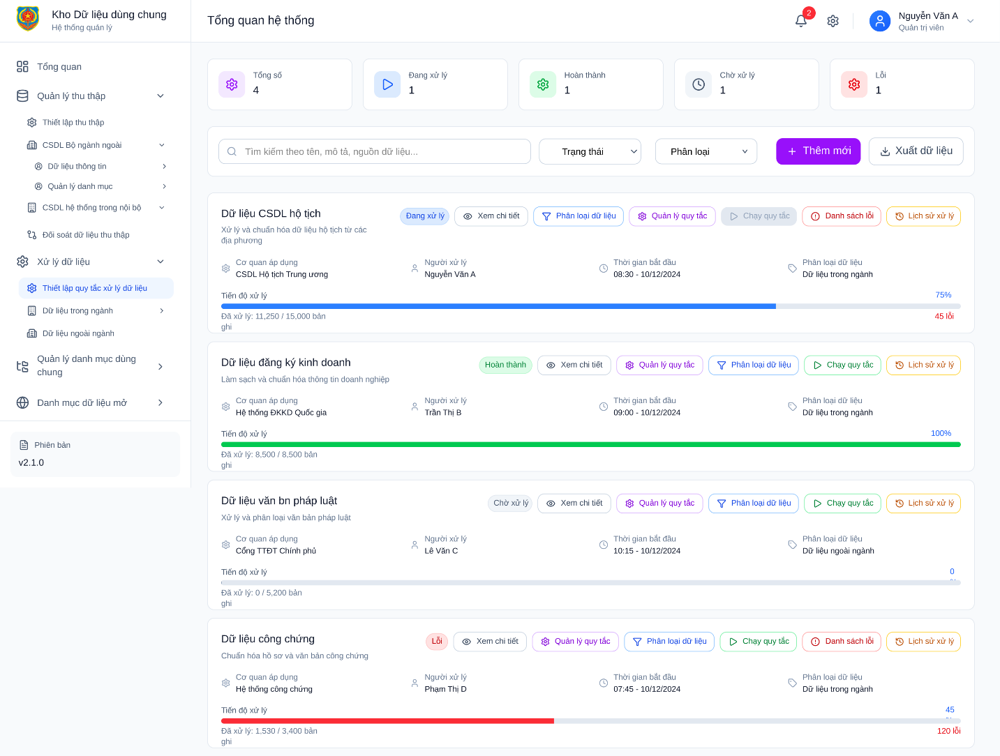 Kho Dữ liệu dùng chung
Hệ thống quản lý
Tổng quan hệ thống
2
Nguyễn Văn A
Quản trị viên
Tổng quan
Quản lý thu thập
Thiết lập thu thập
CSDL Bộ ngành ngoài
Dữ liệu thông tin
Quản lý danh mục
CSDL hệ thống trong nội bộ
Đối soát dữ liệu thu thập
Xử lý dữ liệu
Thiết lập quy tắc xử lý dữ liệu
Dữ liệu trong ngành
Dữ liệu ngoài ngành
Quản lý danh mục dùng
chung
Danh mục dữ liệu mở
Phiên bản
v2.1.0
Tổng số
4
Đang xử lý
1
Hoàn thành
1
Chờ xử lý
1
Lỗi
1
Tìm kiếm theo tên, mô tả, nguồn dữ liệu...
Trạng thái
Phân loại
Thêm mới
Xuất dữ liệu
Dữ liệu CSDL hộ tịch
Xử lý và chuẩn hóa dữ liệu hộ tịch từ các
địa phương
Đang xử lý
Xem chi tiết
Phân loại dữ liệu
Quản lý quy tắc
Chạy quy tắc
Danh sách lỗi
Lịch sử xử lý
Cơ quan áp dụng
CSDL Hộ tịch Trung ương
Người xử lý
Nguyễn Văn A
Thời gian bắt đầu
08:30 - 10/12/2024
Phân loại dữ liệu
Dữ liệu trong ngành
Tiến độ xử lý
75%
Đã xử lý: 11,250 / 15,000 bản
ghi
45 lỗi
Dữ liệu đăng ký kinh doanh
Làm sạch và chuẩn hóa thông tin doanh nghiệp
Hoàn thành
Xem chi tiết
Quản lý quy tắc
Phân loại dữ liệu
Chạy quy tắc
Lịch sử xử lý
Cơ quan áp dụng
Hệ thống ĐKKD Quốc gia
Người xử lý
Trần Thị B
Thời gian bắt đầu
09:00 - 10/12/2024
Phân loại dữ liệu
Dữ liệu trong ngành
Tiến độ xử lý
100%
Đã xử lý: 8,500 / 8,500 bản
ghi
Dữ liệu văn bn pháp luật
Xử lý và phân loại văn bản pháp luật
Chờ xử lý
Xem chi tiết
Quản lý quy tắc
Phân loại dữ liệu
Chạy quy tắc
Lịch sử xử lý
Cơ quan áp dụng
Cổng TTĐT Chính phủ
Người xử lý
Lê Văn C
Thời gian bắt đầu
10:15 - 10/12/2024
Phân loại dữ liệu
Dữ liệu ngoài ngành
Tiến độ xử lý
0
Đã xử lý: 0 / 5,200 bản
ghi
Dữ liệu công chứng
Chuẩn hóa hồ sơ và văn bản công chứng
Lỗi
Xem chi tiết
Quản lý quy tắc
Phân loại dữ liệu
Chạy quy tắc
Danh sách lỗi
Lịch sử xử lý
Cơ quan áp dụng
Hệ thống công chứng
Người xử lý
Phạm Thị D
Thời gian bắt đầu
07:45 - 10/12/2024
Phân loại dữ liệu
Dữ liệu trong ngành
Tiến độ xử lý
45
Đã xử lý: 1,530 / 3,400 bản
ghi
120 lỗi